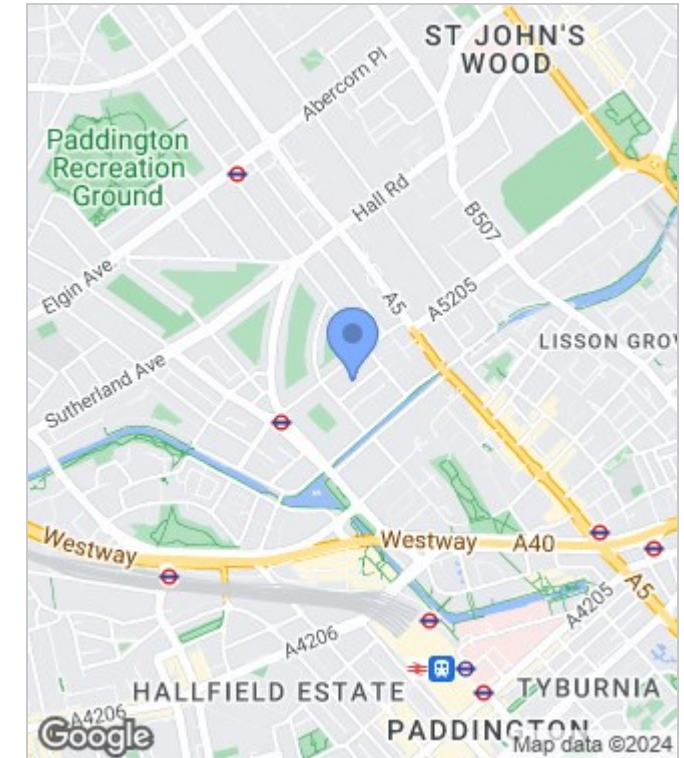 ST JOHN'S
WOOD
Abercorn Pl
Paddington
Recreation
Ground
Hall Rd
B507
Elgin Ave.
A5
A5205
LISSON GROV
Sutherland Ave
Westway
Westway
A40
A5
A4205
A4206
HALLFIELD ESTATE
TYBURNIA
A4206
PADDINGTON
Google
Map data ©2024